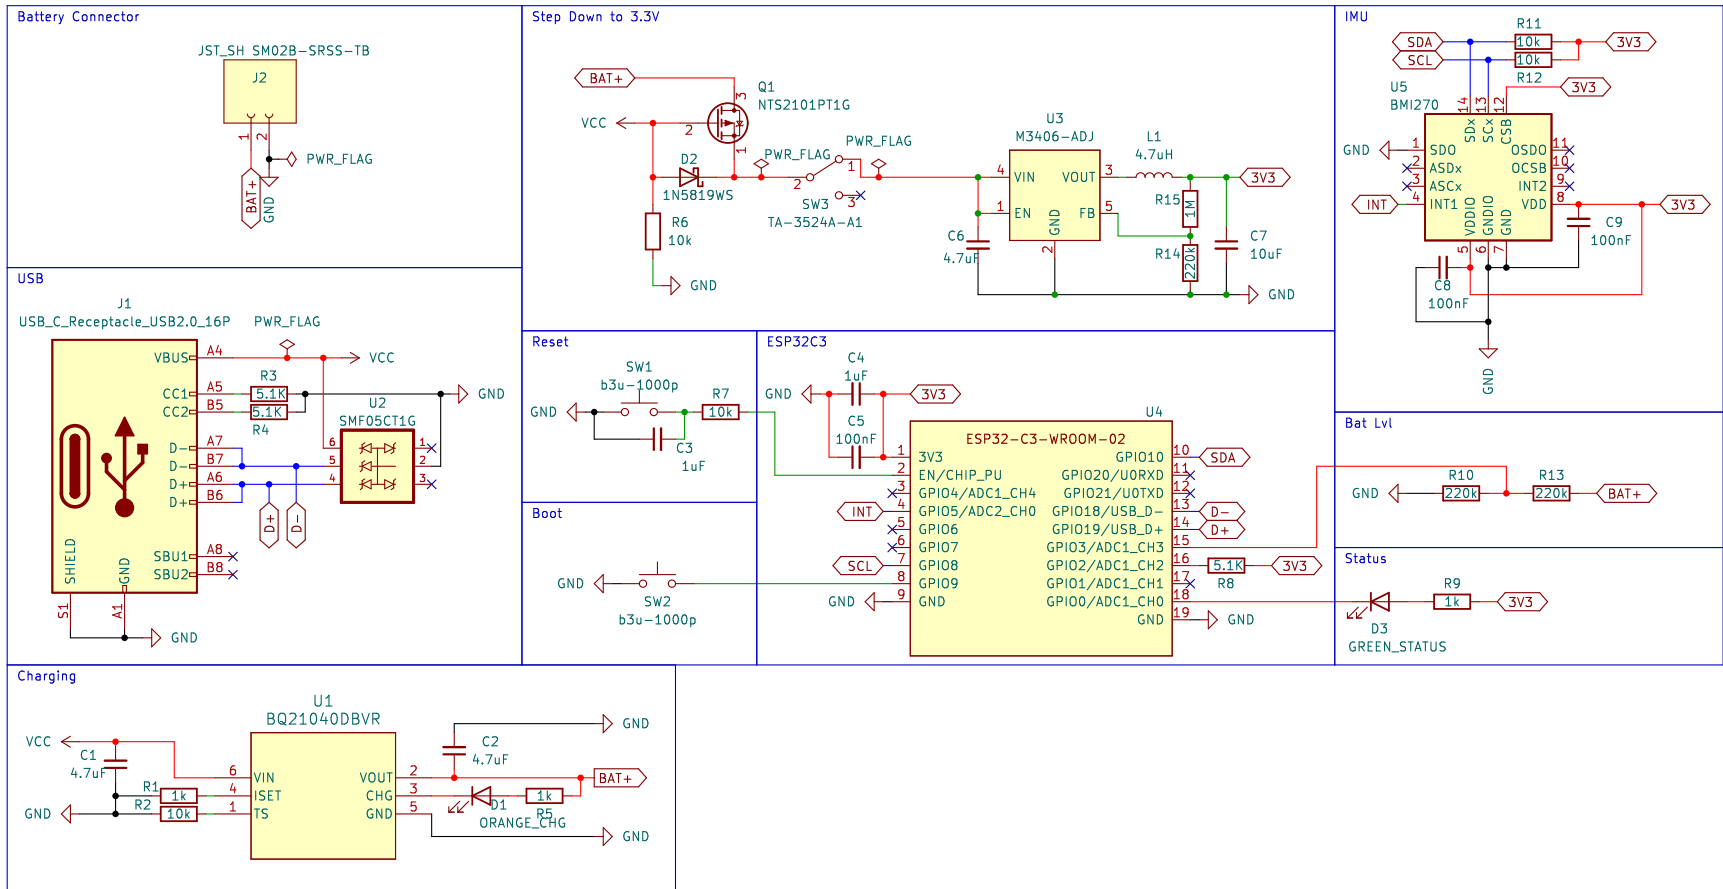 Battery Connector
JST_SH SM02B-SRSS-TB
J2
1
2
PWR_FLAG
BAT+
GND
USB
J1
USB_C_Receptacle_USB2.0_16P
PWR_FLAG
VBUS
A4
VCC
CC1
A5
R3
5.1K
GND
CC2
B5
5.1K
R4
U2
SMF05CT1G
D-
A7
6
1
D-
B7
5
2
D+
A6
4
3
D+
B6
D+
D-
SBU1
A8
SBU2
B8
SHIELD
GND
S1
A1
GND
Step Down to 3.3V
BAT+
Q1
NTS2101PT1G
3
VCC
2
1
D2
1N5819WS
PWR_FLAG
PWR_FLAG
1
2
SW3
3
TA-3524A-A1
R6
10k
GND
U3
M3406-ADJ
4
VIN
VOUT
3
1
EN
FB
5
GND
2
L1
4.7uH
3V3
R15
1M
R14
220k
C6
4.7uF
C7
10uF
GND
IMU
SDA
SCL
R11
10k
10k
R12
3V3
U5
BMI270
3V3
14
13
12
SDx
SCx
CSB
GND
1
SDO
OSDO
11
2
ASDx
OCSB
10
3
ASCx
INT2
9
INT
4
INT1
VDD
8
3V3
VDDIO
GNDIO
GND
5
6
7
C9
100nF
C8
100nF
GND
Reset
SW1
b3u-1000p
GND
R7
10k
C3
1uF
Boot
GND
SW2
b3u-1000p
ESP32C3
C4
1uF
GND
3V3
C5
100nF
U4
ESP32-C3-WROOM-02
1
3V3
GPIO10
10
SDA
2
EN/CHIP_PU
GPIO20/U0RXD
11
3
GPIO4/ADC1_CH4
GPIO21/U0TXD
12
INT
4
GPIO5/ADC2_CH0
GPIO18/USB_D-
13
D-
5
GPIO6
GPIO19/USB_D+
14
D+
6
GPIO7
GPIO3/ADC1_CH3
15
SCL
7
GPIO8
GPIO2/ADC1_CH2
16
5.1K
R8
3V3
8
GPIO9
GPIO1/ADC1_CH1
17
GND
9
GND
GPIO0/ADC1_CH0
18
GND
19
GND
Bat Lvl
GND
R10
220k
R13
220k
BAT+
Status
D3
GREEN_STATUS
R9
1k
3V3
Charging
U1
BQ21040DBVR
VCC
C1
4.7uF
R1
1k
R2
10k
GND
6
VIN
VOUT
2
4
ISET
CHG
3
1
TS
GND
5
C2
4.7uF
GND
BAT+
D1
ORANGE_CHG
1k
R5
GND